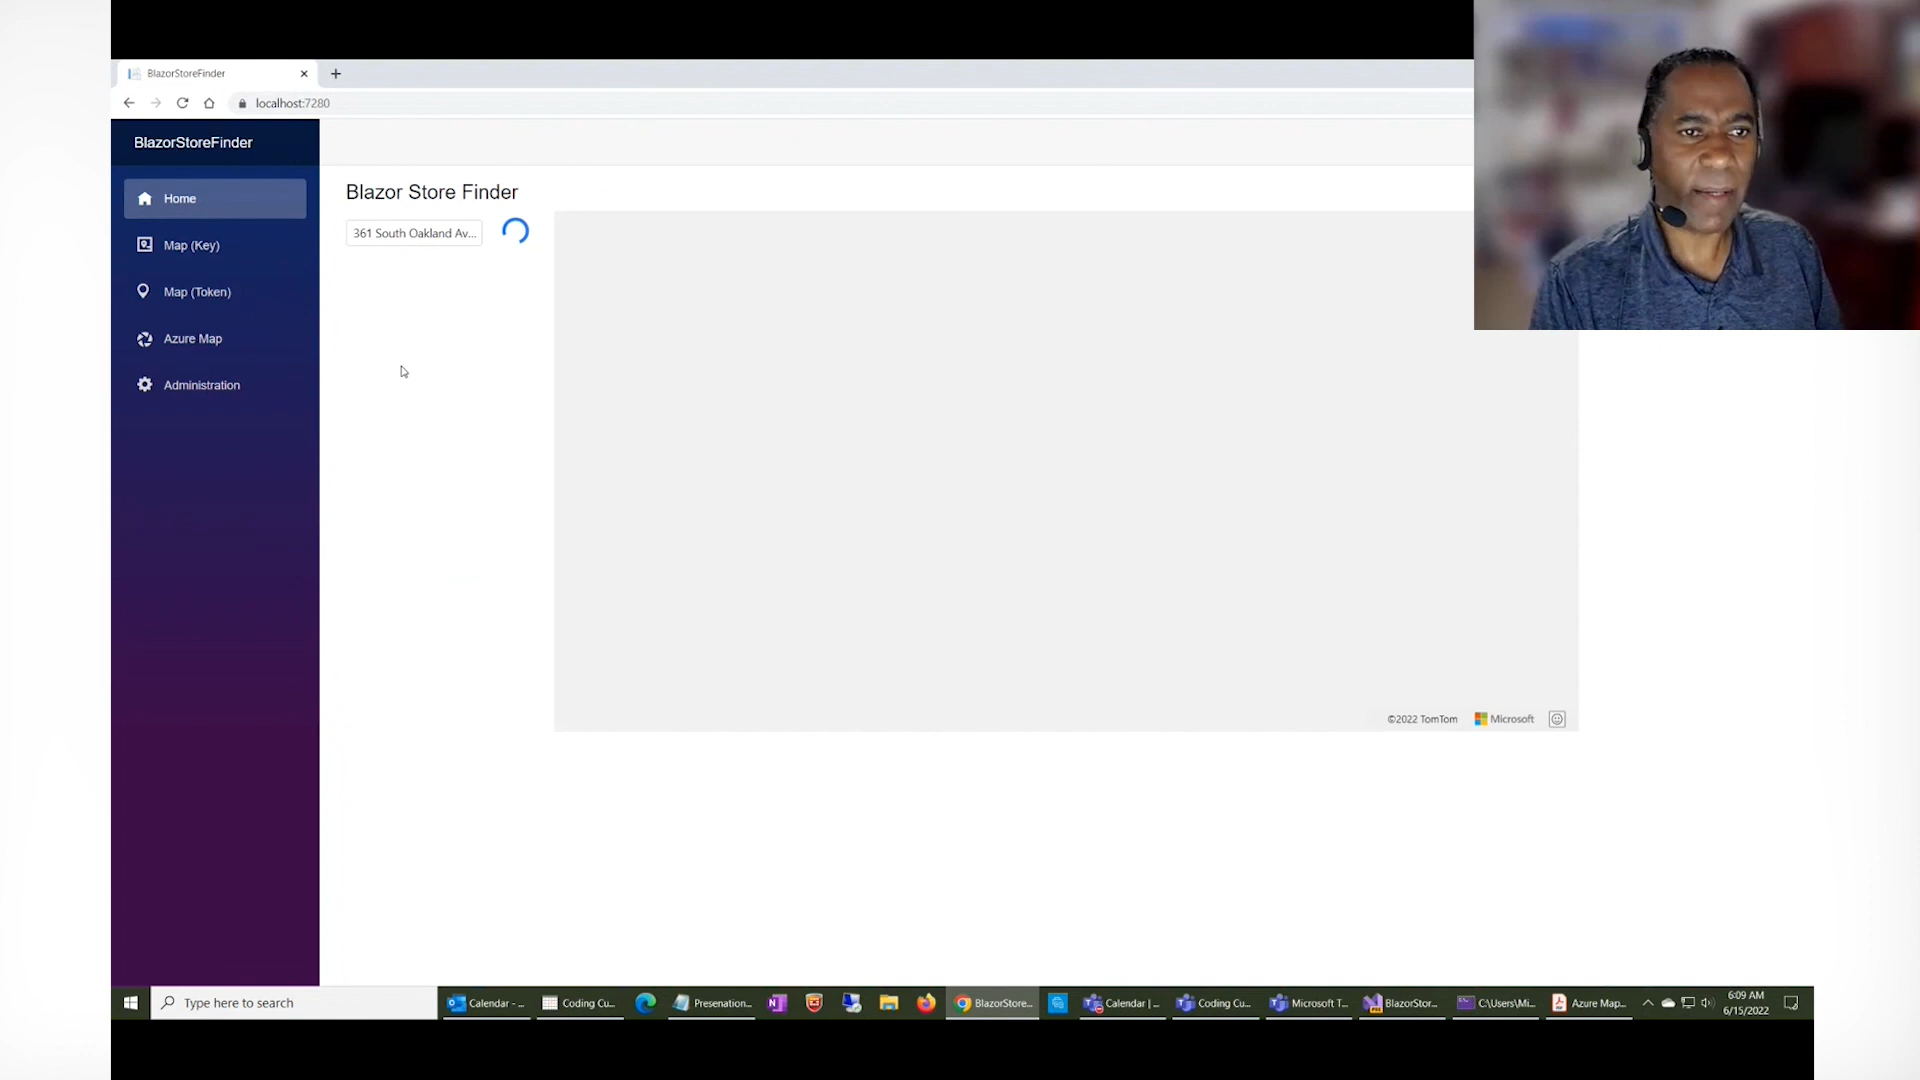 BlazorStoreFinder
localhost:7280
BlazorStoreFinder
Home
Map (Key)
Map (Token)
Azure Map
Administration
Blazor Store Finder
361 South Oakland Av...
©2022 TomTom
Microsoft
Type here to search
Calendar - ...
Coding Cu...
Presenation...
BlazorStore...
Calendar | ...
Coding Cu...
Microsoft T...
BlazorStor...
C:\Users\Mi...
Azure Map...
6:09 AM
6/15/2022